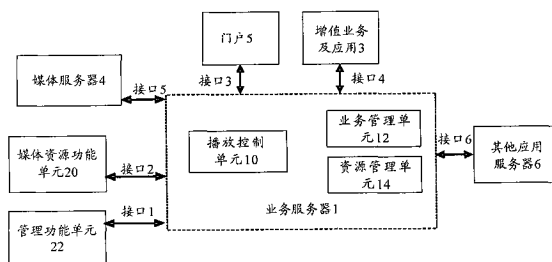 门户5
增值业务
及应用3
媒体服务器4
接口5
接口3
接口4
业务管理单
元12
播放控制
单元10
接口6
媒体资源功能
单元20
接口2
其他应用
服务器6
资源管理单
元14
接口1
业务服务器1
管理功能单元
22